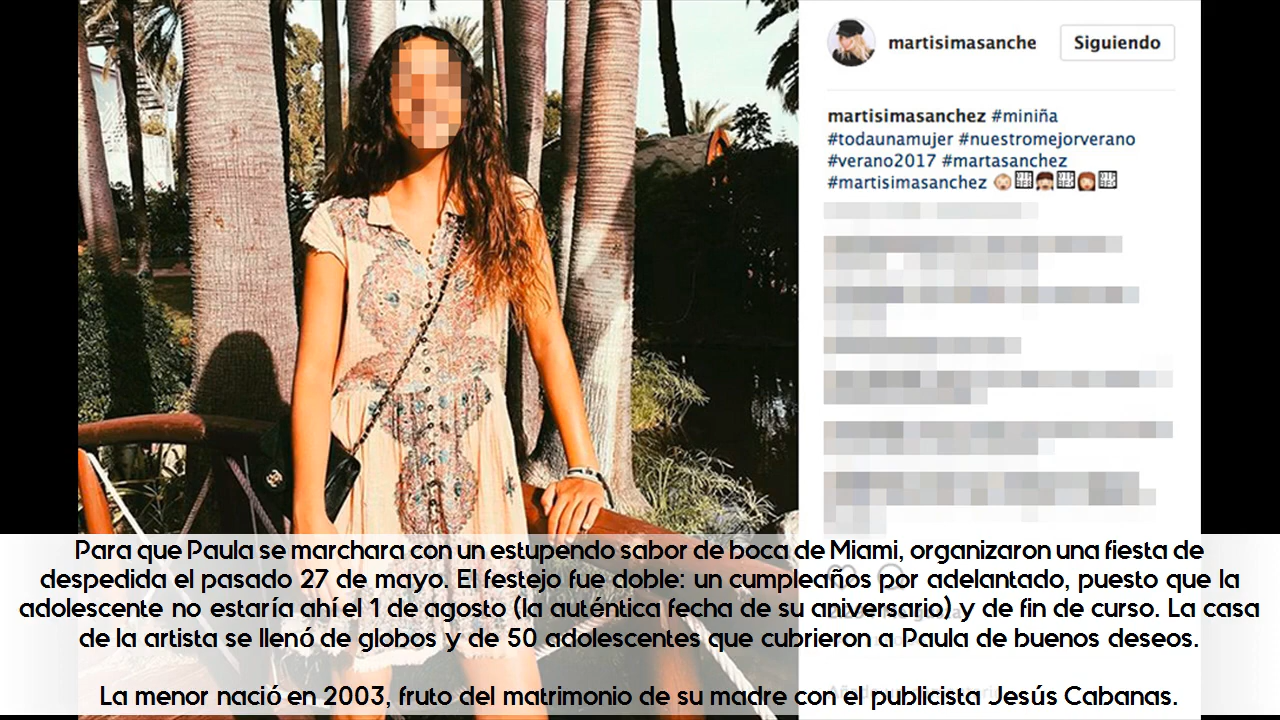 martisimasanche
Siguiendo
martisimasanchez #miniña
#todaunamujer #nuestromejorverano
#verano2017 #martasanchez
#martisimasanchez
Para que Paula se marchara con un estupendo sabor de boca de Miami, organizaron una fiesta de
despedida el pasado 27 de mayo. El festejo fue doble: un cumpleaños por adelantado, puesto que la
adolescente no estaría ahí el 1 de agosto (la auténtica fecha de su aniversario) y de fin de curso. La casa
de la artista se llenó de globos y de 50 adolescentes que cubrieron a Paula de buenos deseos.
La menor nació en 2003, fruto del matrimonio de su madre con el publicista Jesús Cabanas.